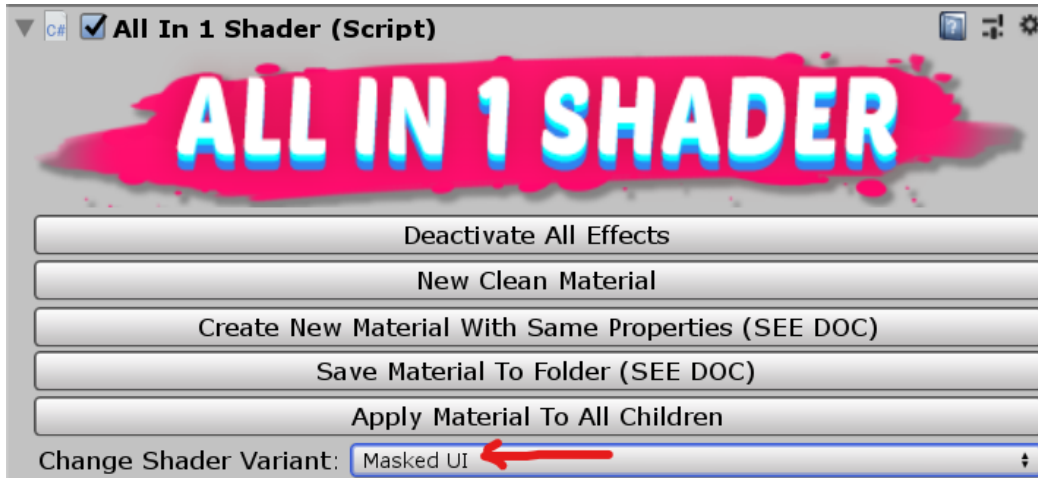 C#
All In 1 Shader (Script)
ALL IN 1 SHADER
Deactivate All Effects
New Clean Material
Create New Material With Same Properties (SEE DOC)
Save Material To Folder (SEE DOC)
Apply Material To All Children
Change Shader Variant: Masked UI